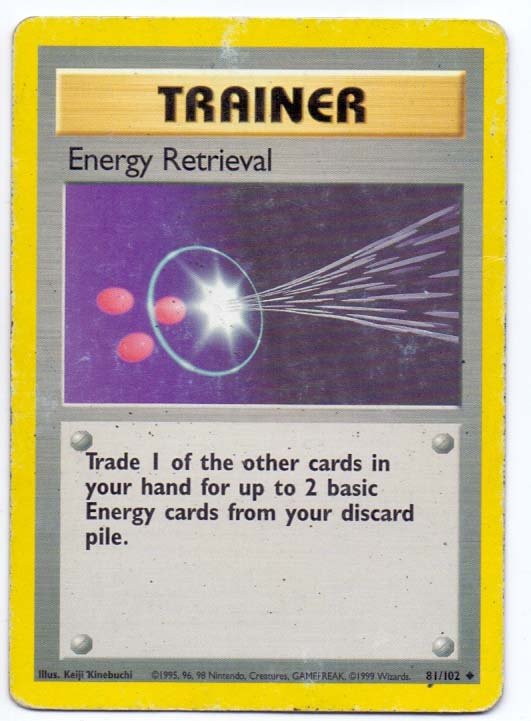 TRAINER
Energy Retrieval
Trade 1 of the other cards in
your hand for up to 2 basic
Energy cards from your discard
pile.
Illus. Keiji Kinebuchi ©1995, 96, 98 Nintendo, Creatures, GAMEFREAK. ©1999 Wizards. 81/102 ◆